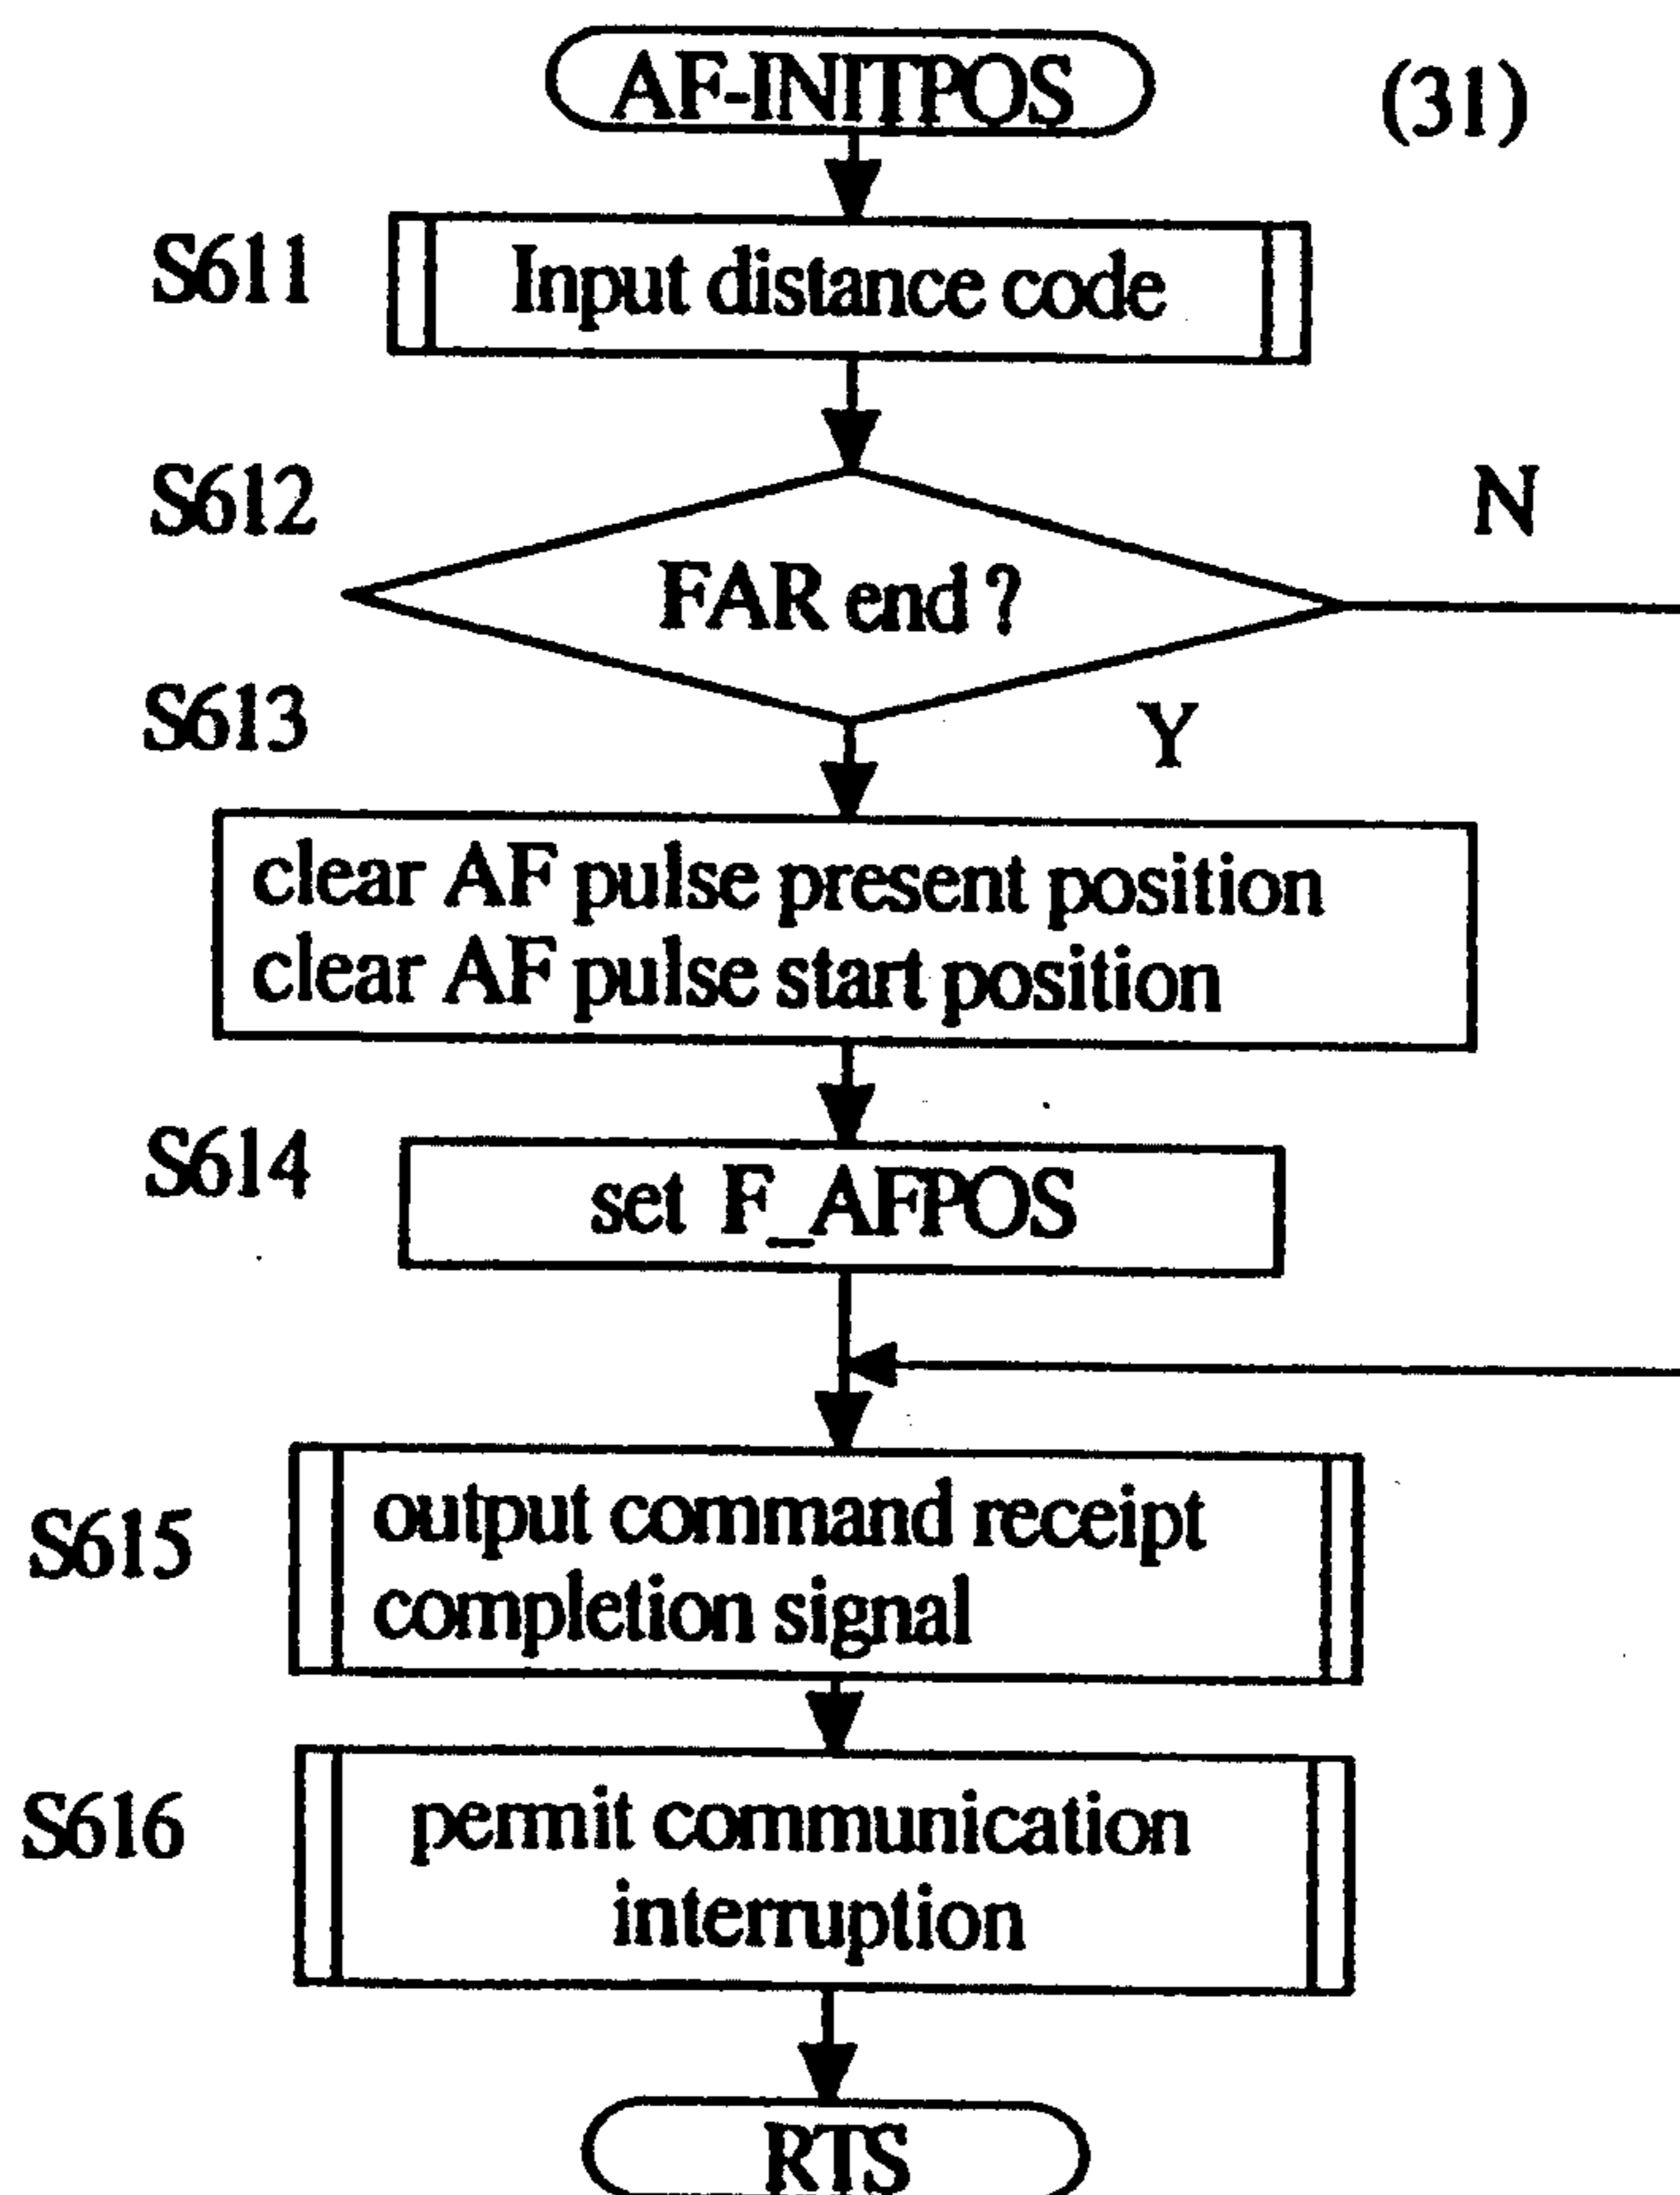 AF-INITPOS
(31)
S611
Input distance code
S612
N
FAR end ?
S613
Y
clear AF pulse present position
clear AF pulse start position
S614
set F_AFPOS
S615
output command receipt
completion signal
S616
permit communication
interruption
RTS